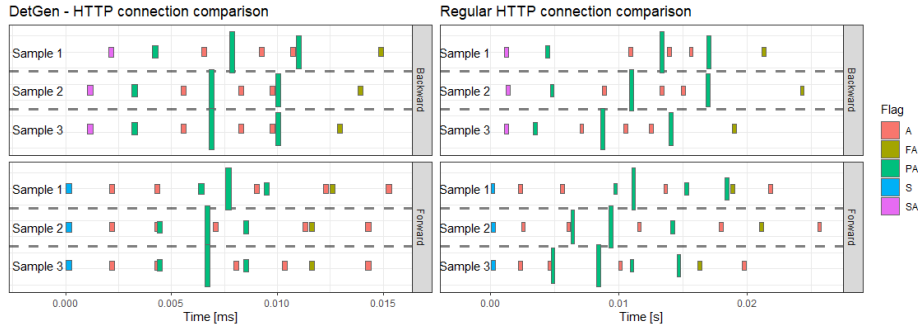 DetGen - HTTP connection comparison
Sample 1
Sample 2
Sample 3
Backward
Sample 1
Sample 2
Sample 3
Forward
0.000 0.005 0.010 0.015
Time [ms]
Regular HTTP connection comparison
Sample 1
Sample 2
Sample 3
Backward
Sample 1
Sample 2
Sample 3
Forward
0.00 0.01 0.02
Time [s]
Flag
A
FA
PA
S
SA